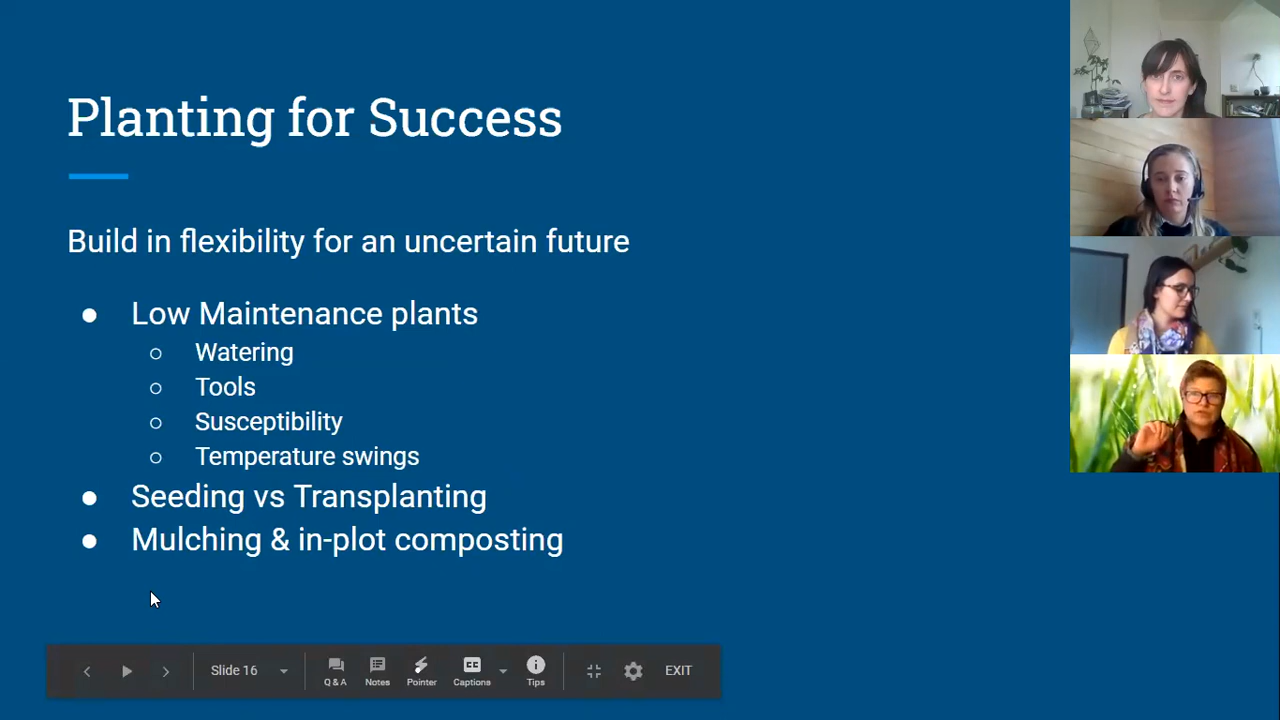 Planting for Success
Build in flexibility for an uncertain future
● Low Maintenance plants
○ Watering
○ Tools
○ Susceptibility
○ Temperature swings
● Seeding vs Transplanting
● Mulching & in-plot composting
Slide 16
Q & A
Notes
Pointer
CC
Captions
Tips
EXIT